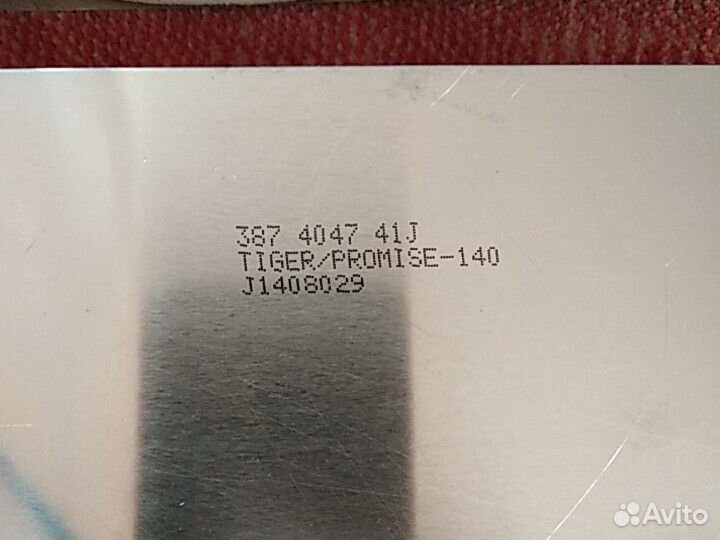 387 4047 41J
TIGER/PROMISE-140
J1408029
Avito